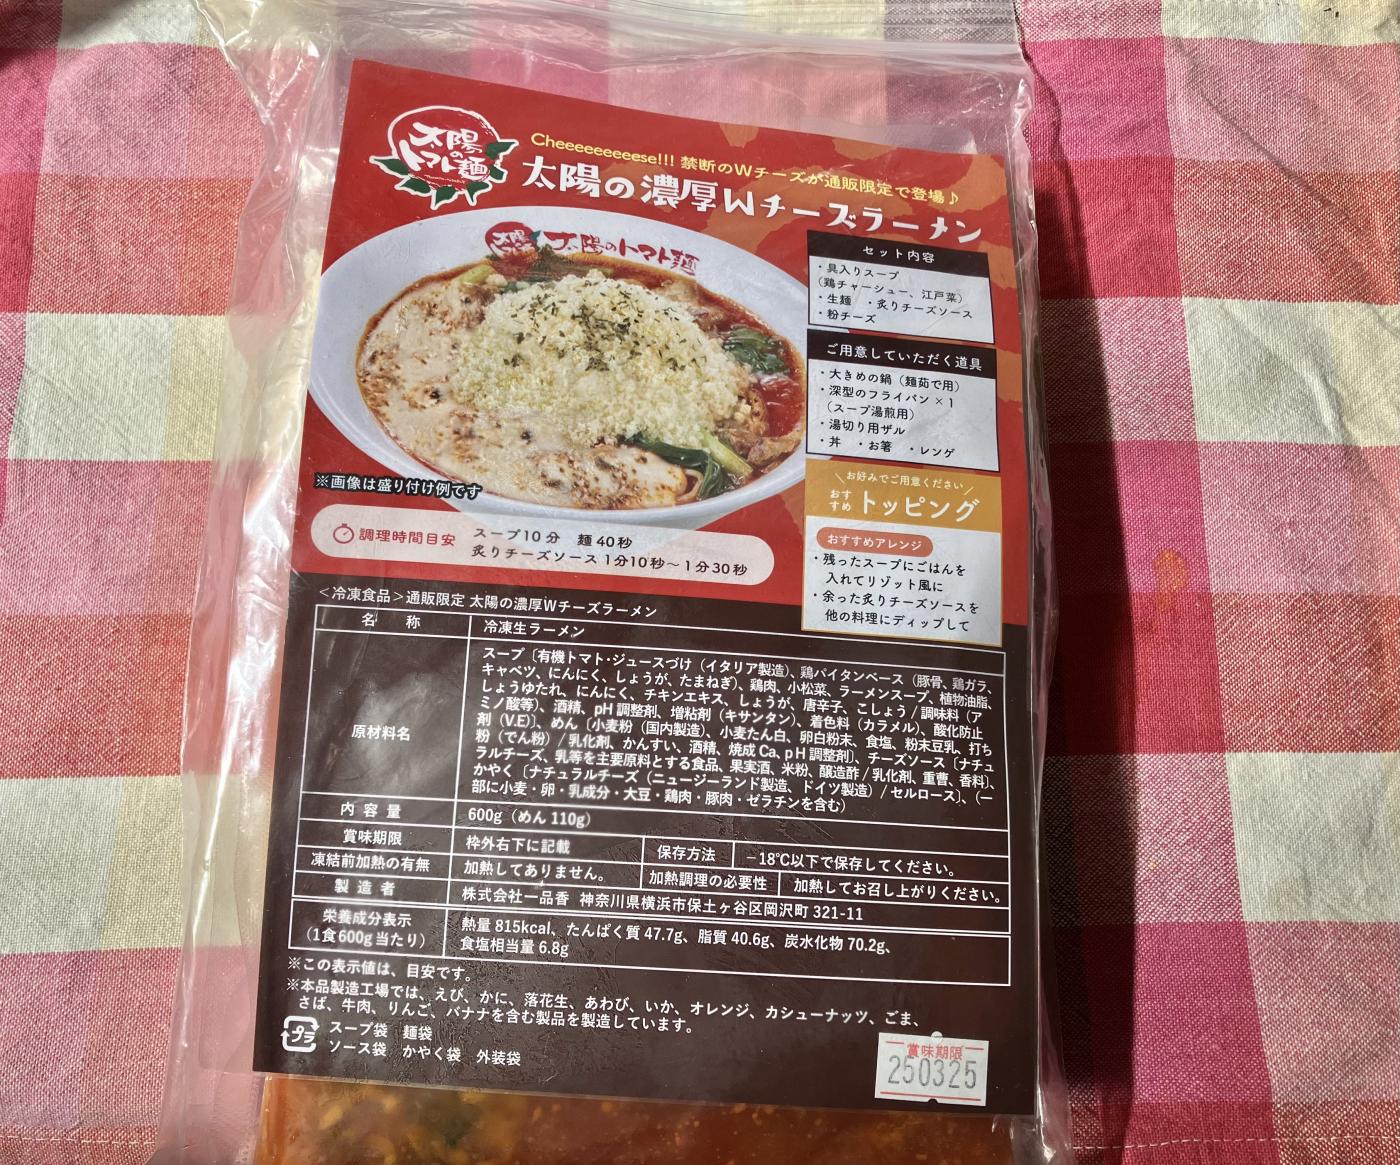 太陽の
トマト麺
Cheeeeeeeeese!!! 禁断のWチーズが通販限定で登場♪
太陽の濃厚Wチーズラーメン
太陽のトマト麺
セット内容
・具入りスープ
（鶏チャーシュー、江戸菜）
・生麺 ・炙りチーズソース
・粉チーズ
ご用意していただく道具
・大きめの鍋（麺茹で用）
・深型のフライパン×1
（スープ湯煎用）
・湯切り用ザル
・丼 ・お箸 ・レンゲ
＼お好みでご用意ください／
おすすめ トッピング
おすすめアレンジ
・残ったスープにごはんを
入れてリゾット風に
・余った炙りチーズソースを
他の料理にディップして
※画像は盛り付け例です
調理時間目安 スープ10分 麺40秒
炙りチーズソース 1分10秒～1分30秒
＜冷凍食品＞通販限定 太陽の濃厚Wチーズラーメン
名 称 冷凍生ラーメン
原材料名
スープ〔有機トマト・ジュースづけ（イタリア製造）、鶏パイタンベース（豚骨、鶏ガラ、
キャベツ、にんにく、しょうが、たまねぎ）、鶏肉、小松菜、ラーメンスープ、植物油脂、
しょうゆたれ、にんにく、チキンエキス、しょうが、唐辛子、こしょう / 調味料（ア
ミノ酸等）、酒精、pH調整剤、増粘剤（キサンタン）、着色料（カラメル）、酸化防止
剤（V.E)〕、めん〔小麦粉（国内製造）、小麦たん白、卵白粉末、食塩、粉末豆乳、打ち
粉（でん粉）/ 乳化剤、かんすい、酒精、焼成 Ca、pH 調整剤〕、チーズソース〔ナチュ
ラルチーズ、乳等を主要原料とする食品、果実酒、米粉、醸造酢 / 乳化剤、重曹、香料〕、
かやく〔ナチュラルチーズ（ニュージーランド製造、ドイツ製造）/ セルロース〕、（一
部に小麦・卵・乳成分・大豆・鶏肉・豚肉・ゼラチンを含む）
内 容 量 600g（めん 110g）
賞味期限 枠外右下に記載 保存方法 －18℃以下で保存してください。
凍結前加熱の有無 加熱してありません。 加熱調理の必要性 加熱してお召し上がりください。
製 造 者 株式会社一品香 神奈川県横浜市保土ヶ谷区岡沢町 321-11
栄養成分表示
（1食600g当たり）
熱量 815kcal、たんぱく質 47.7g、脂質 40.6g、炭水化物 70.2g、
食塩相当量 6.8g
※この表示値は、目安です。
※本品製造工場では、えび、かに、落花生、あわび、いか、オレンジ、カシューナッツ、ごま、
さば、牛肉、りんご、バナナを含む製品を製造しています。
プラ スープ袋 麺袋
ソース袋 かやく袋 外装袋
賞味期限
250325